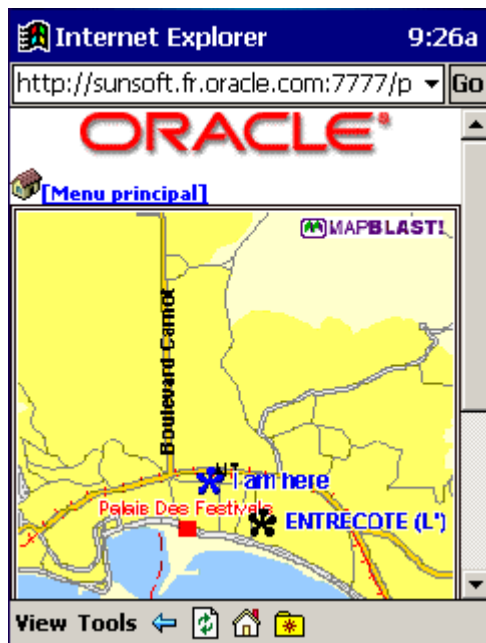 Internet Explorer 9:26a
http://sunsoft.fr.oracle.com:7777/p Go
ORACLE®
[Menu principal]
MAPBLAST!
Boulevard Carnot
I am here
Palais Des Festivals
ENTRECOTE (L')
View Tools